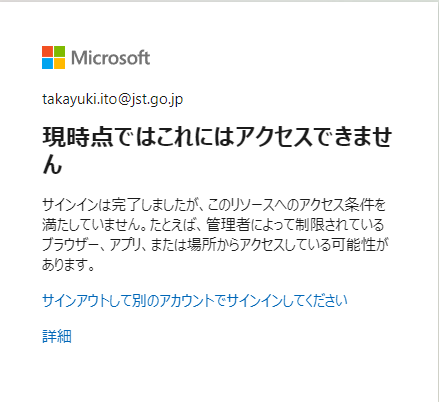 Microsoft
takayuki.ito@jst.go.jp
現時点ではこれにはアクセスできませ
ん
サインインは完了しましたが、このリソースへのアクセス条件を
満たしていません。たとえば、管理者によって制限されている
ブラウザー、アプリ、または場所からアクセスしている可能性が
あります。
サインアウトして別のアカウントでサインインしてください
詳細